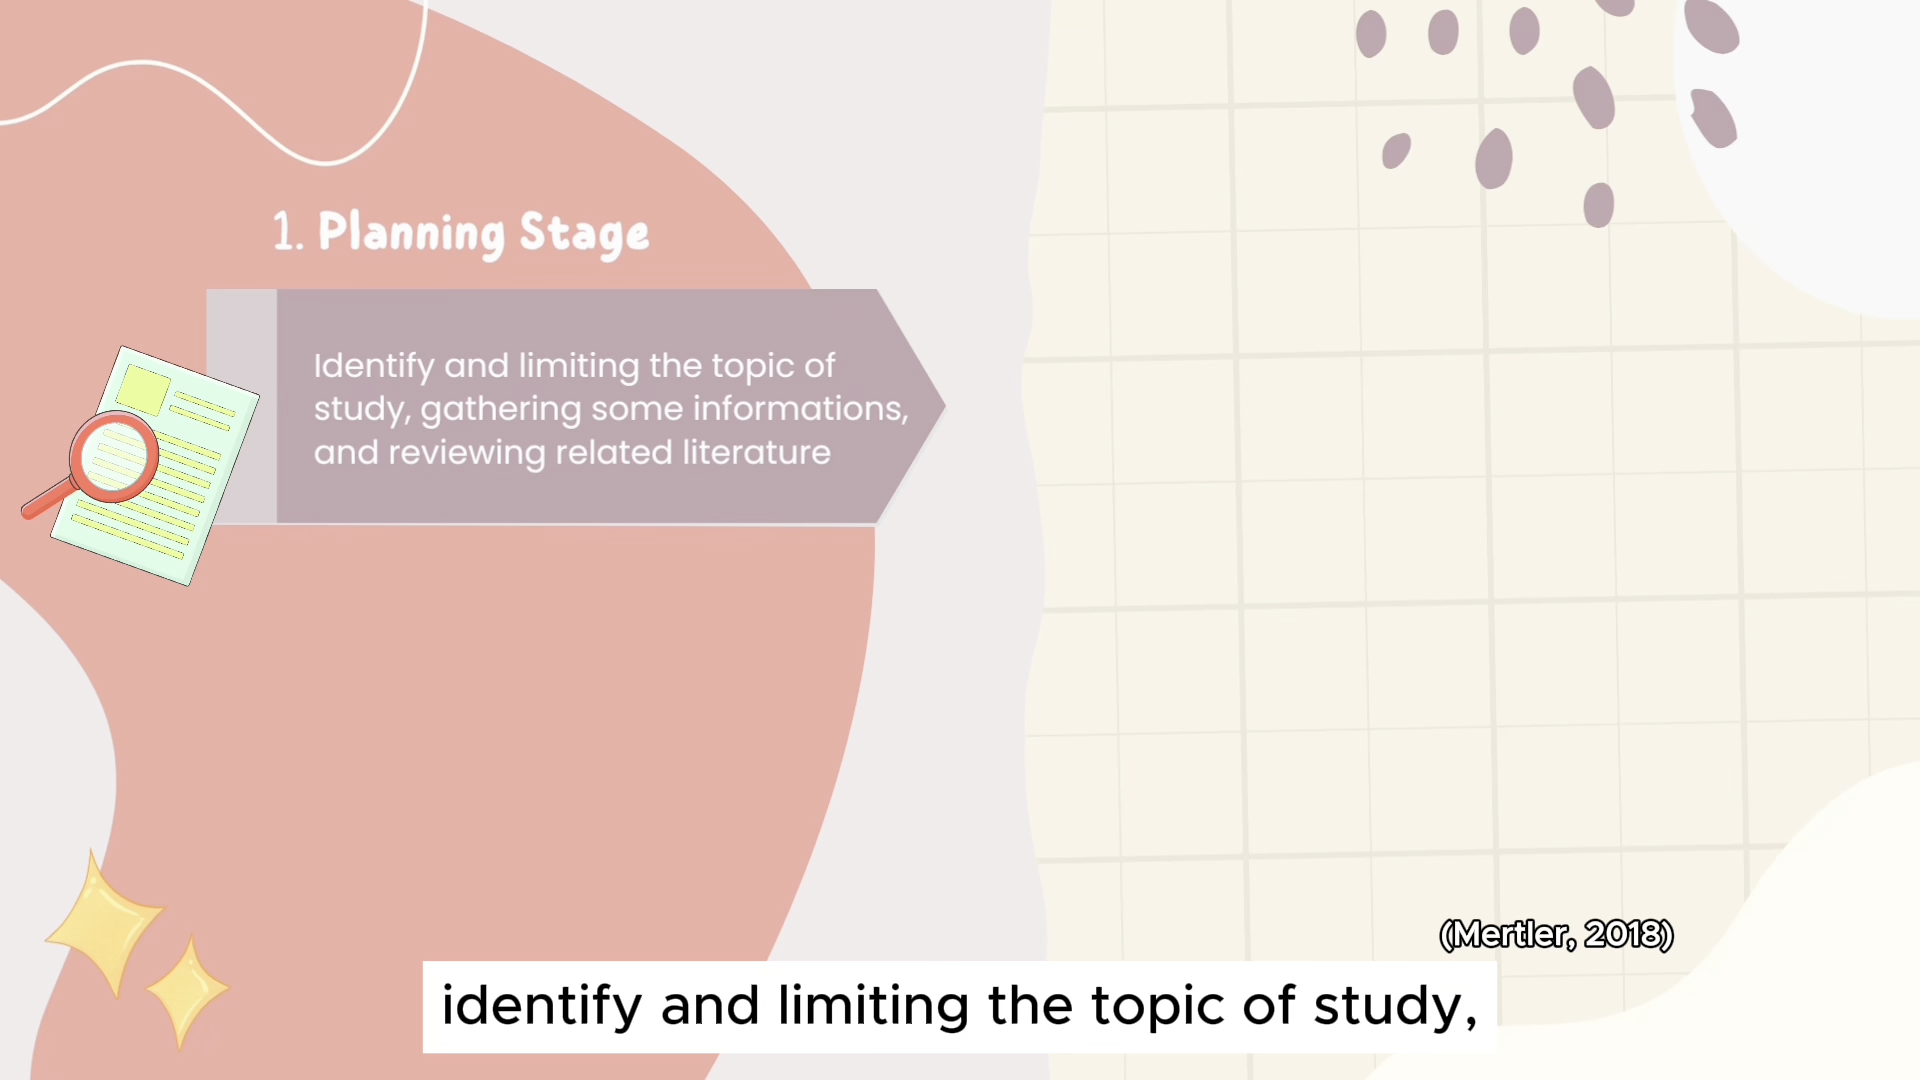 1. Planning Stage
Identify and limiting the topic of
study, gathering some informations,
and reviewing related literature
(Mertler, 2018)
identify and limiting the topic of study,